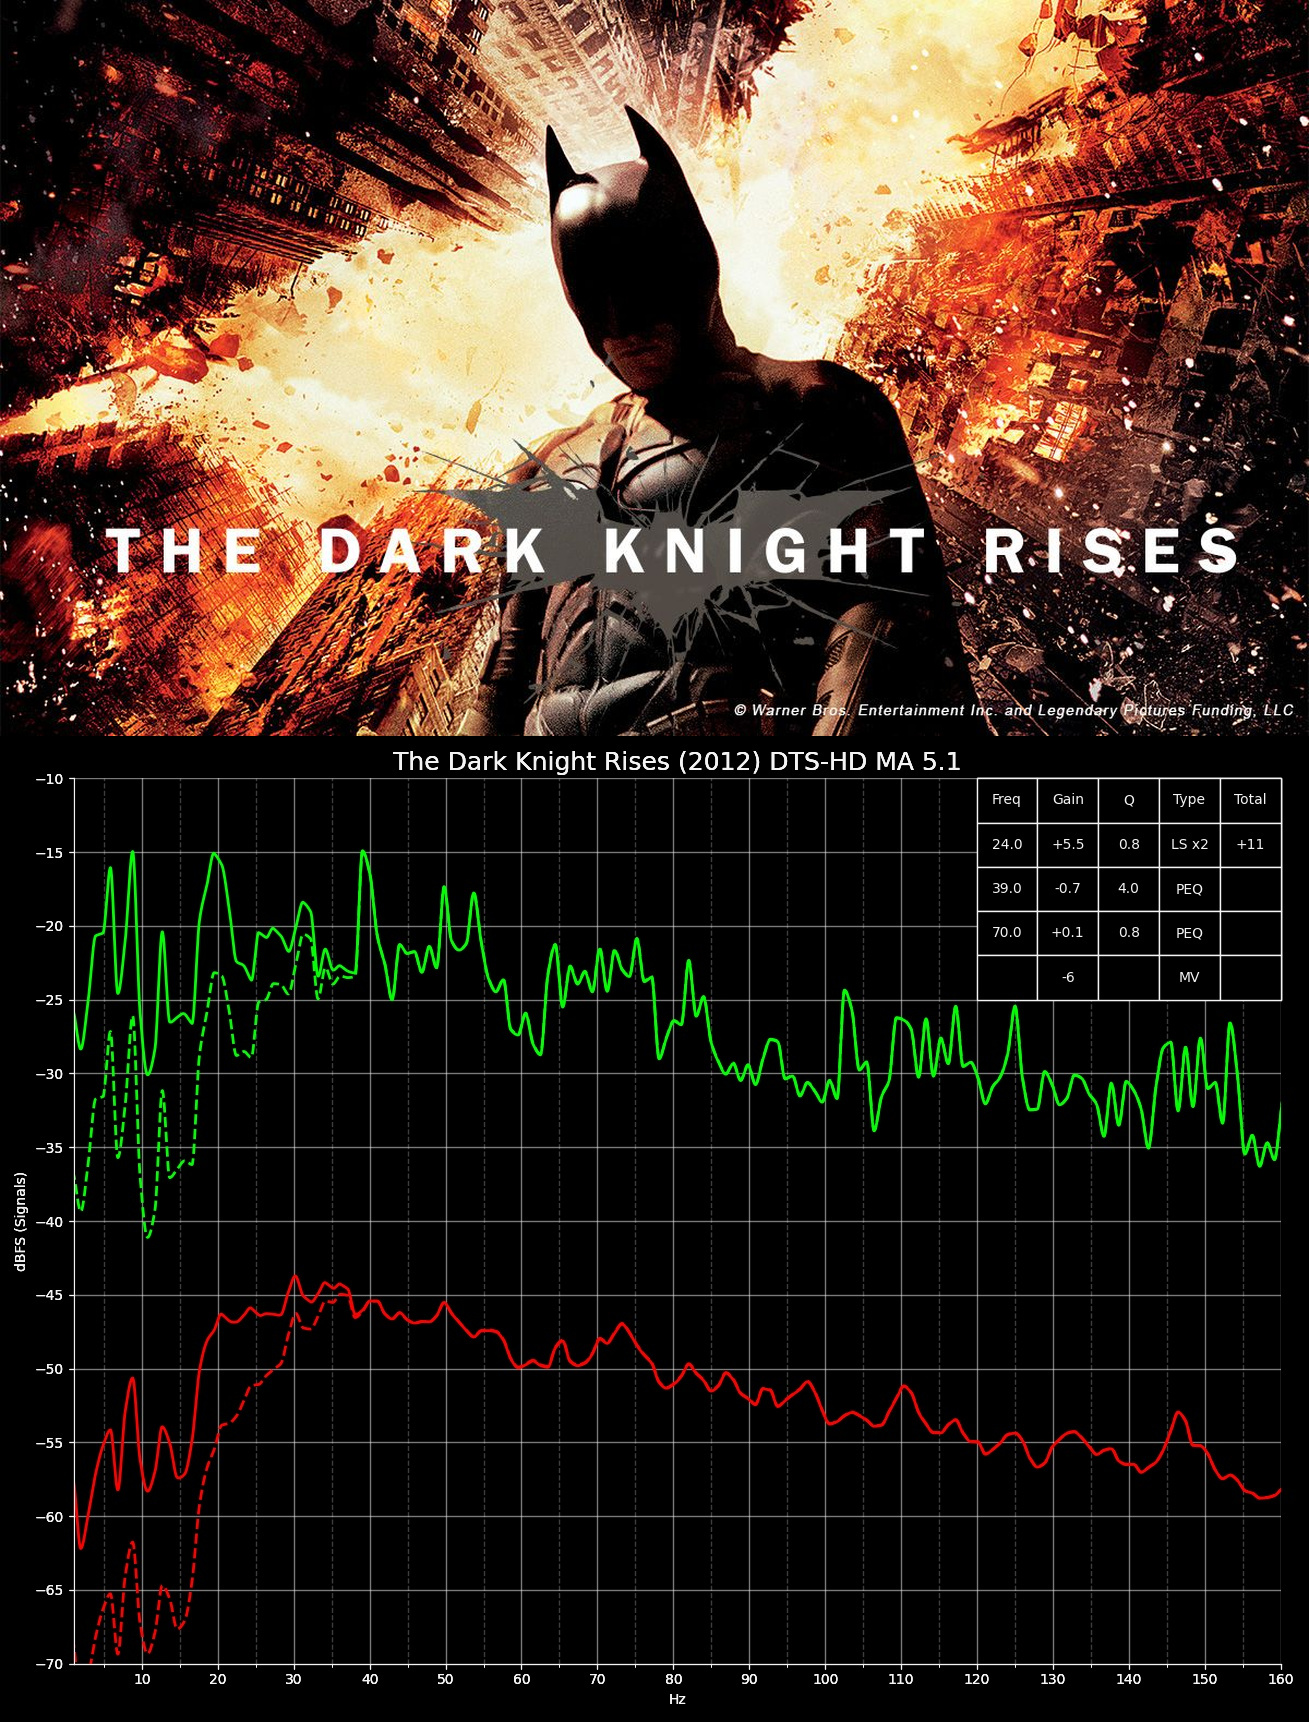 THE DARK KNIGHT RISES
© Warner Bros. Entertainment Inc. and Legendary Pictures Funding, LLC
The Dark Knight Rises (2012) DTS-HD MA 5.1
Freq Gain Q Type Total
24.0 +5.5 0.8 LS x2 +11
39.0 -0.7 4.0 PEQ
70.0 +0.1 0.8 PEQ
-6 MV
−10
−15
−20
−25
−30
−35
−40
−45
−50
−55
−60
−65
−70
dBFS (Signals)
10 20 30 40 50 60 70 80 90 100 110 120 130 140 150 160
Hz